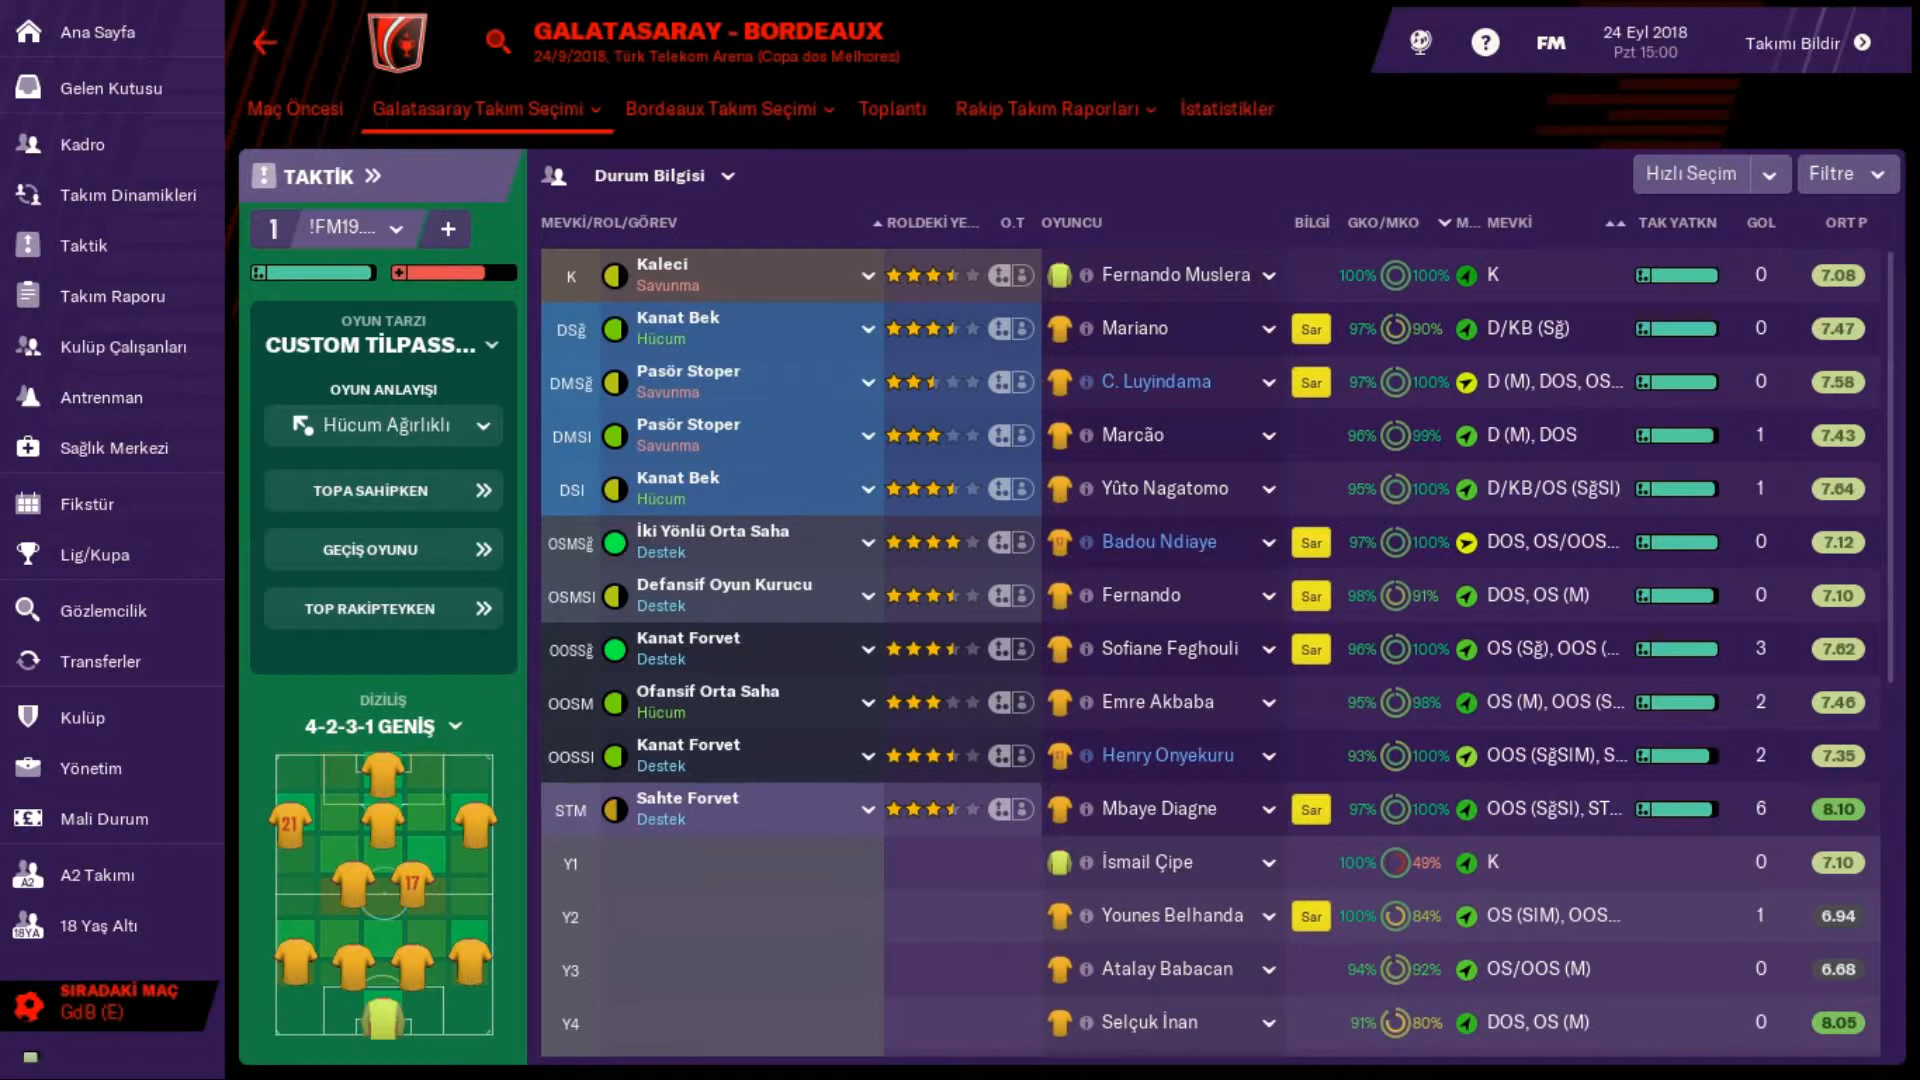 Ana Sayfa
Gelen Kutusu
Kadro
Takım Dinamikleri
Taktik
Takım Raporu
Kulüp Çalışanları
Antrenman
Sağlık Merkezi
Fikstür
Lig/Kupa
Gözlemcilik
Transferler
Kulüp
Yönetim
Mali Durum
A2 A2 Takımı
18YA 18 Yaş Altı
SIRADAKİ MAÇ
GdB (E)
GALATASARAY - BORDEAUX
24/9/2018, Türk Telekom Arena (Copa dos Melhores)
? FM
24 Eyl 2018
Pzt 15:00
Takımı Bildir
Maç Öncesi Galatasaray Takım Seçimi Bordeaux Takım Seçimi Toplantı Rakip Takım Raporları İstatistikler
TAKTİK
1 !FM19.... +
OYUN TARZI
CUSTOM TİLPASS...
OYUN ANLAYIŞI
Hücum Ağırlıklı
TOPA SAHİPKEN
GEÇİŞ OYUNU
TOP RAKİPTEYKEN
DİZİLİŞ
4-2-3-1 GENİŞ
21
17
Durum Bilgisi Hızlı Seçim Filtre
MEVKİ/ROL/GÖREV ROLDEKİ YE... O.T OYUNCU BİLGİ GKO/MKO M... MEVKİ TAK YATKN GOL ORT P
K Kaleci Savunma Fernando Muslera 100% 100% K 0 7.08
DSğ Kanat Bek Hücum Mariano Sar 97% 90% D/KB (Sğ) 0 7.47
DMSğ Pasör Stoper Savunma C. Luyindama Sar 97% 100% D (M), DOS, OS... 0 7.58
DMSl Pasör Stoper Savunma Marcão 96% 99% D (M), DOS 1 7.43
DSl Kanat Bek Hücum Yûto Nagatomo 95% 100% D/KB/OS (SğSl) 1 7.64
OSMSğ İki Yönlü Orta Saha Destek Badou Ndiaye Sar 97% 100% DOS, OS/OOS... 0 7.12
OSMSl Defansif Oyun Kurucu Destek Fernando Sar 98% 91% DOS, OS (M) 0 7.10
OOSSğ Kanat Forvet Destek Sofiane Feghouli Sar 96% 100% OS (Sğ), OOS (... 3 7.62
OOSM Ofansif Orta Saha Hücum Emre Akbaba 95% 98% OS (M), OOS (S... 2 7.46
OOSSl Kanat Forvet Destek Henry Onyekuru 93% 100% OOS (SğSlM), S... 2 7.35
STM Sahte Forvet Destek Mbaye Diagne Sar 97% 100% OOS (SğSl), ST... 6 8.10
Y1 İsmail Çipe 100% 49% K 0 7.10
Y2 Younes Belhanda Sar 100% 84% OS (SlM), OOS... 1 6.94
Y3 Atalay Babacan 94% 92% OS/OOS (M) 0 6.68
Y4 Selçuk İnan 91% 80% DOS, OS (M) 0 8.05